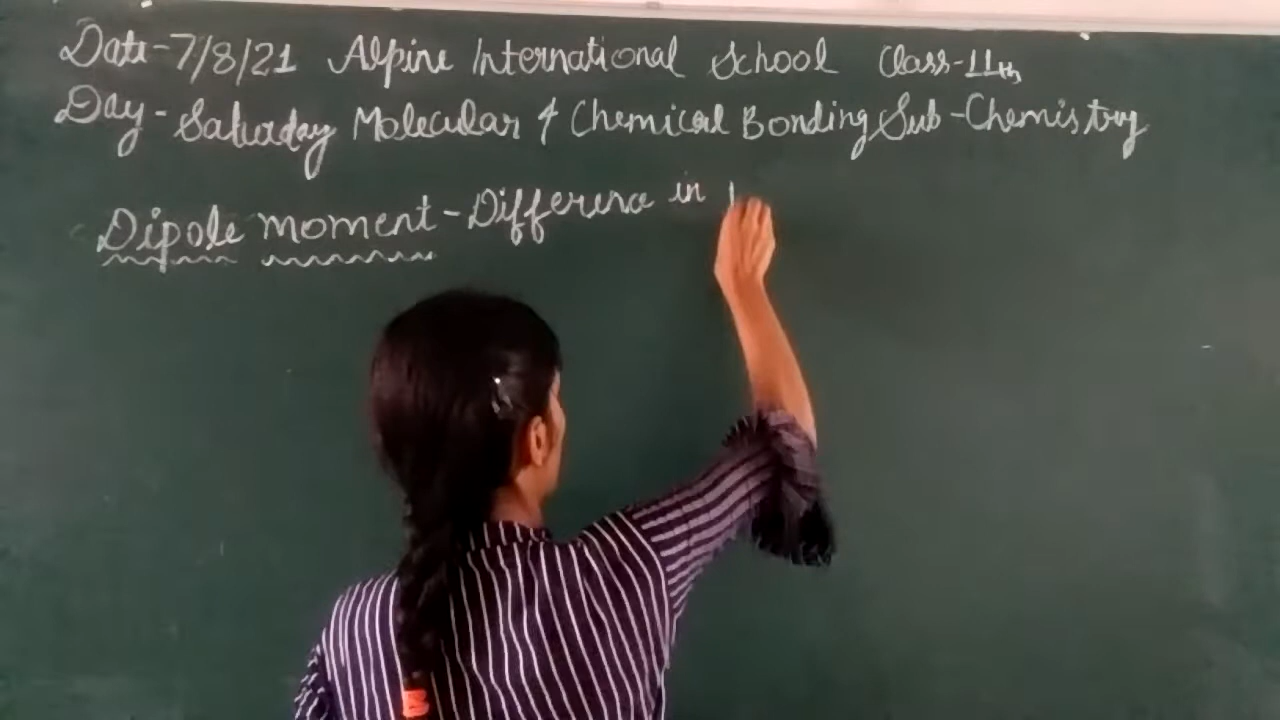 Date-7/8/21 Alpine International School Class-11th
Day-Saturday Molecular & Chemical Bonding Sub-Chemistry
Dipole moment-Difference in